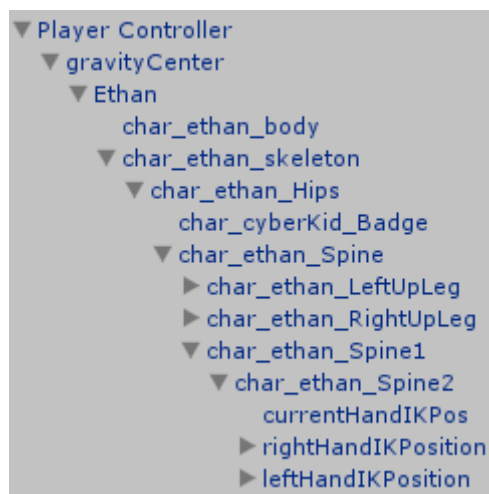 Player Controller
gravityCenter
Ethan
char_ethan_body
char_ethan_skeleton
char_ethan_Hips
char_cyberKid_Badge
char_ethan_Spine
char_ethan_LeftUpLeg
char_ethan_RightUpLeg
char_ethan_Spine1
char_ethan_Spine2
currentHandIKPos
rightHandIKPosition
leftHandIKPosition